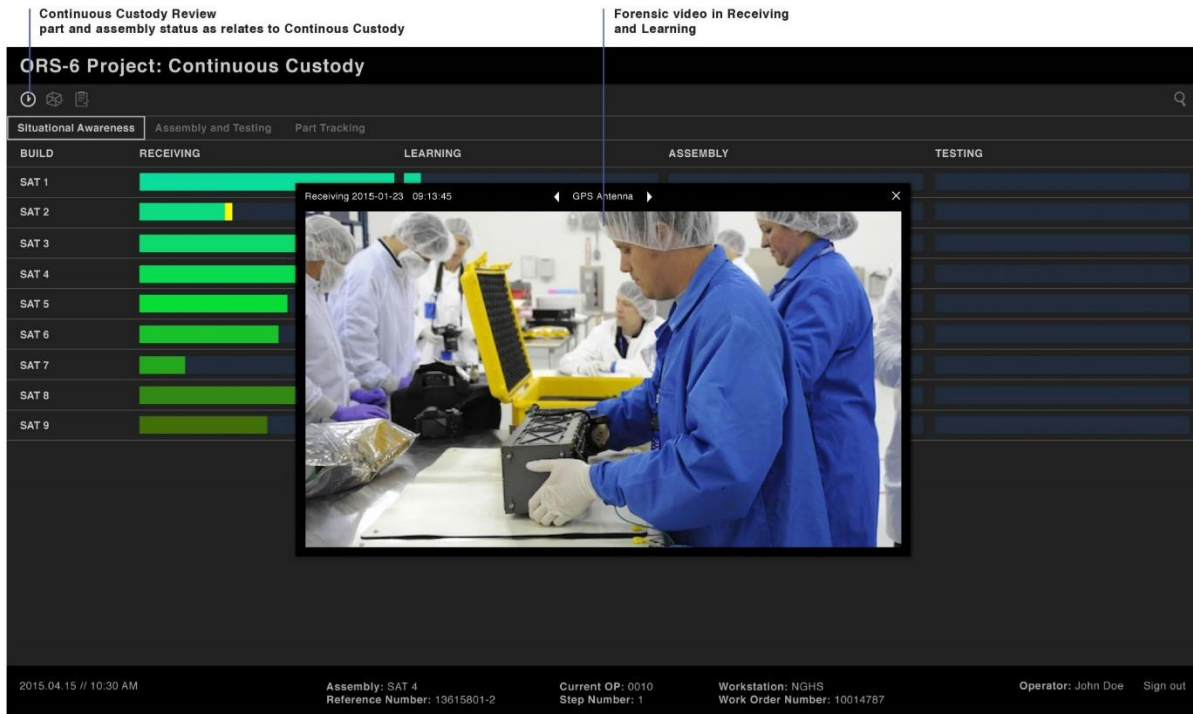 Continuous Custody Review
part and assembly status as relates to Continous Custody
Forensic video in Receiving
and Learning
ORS-6 Project: Continuous Custody
Situational Awareness Assembly and Testing Part Tracking
BUILD RECEIVING LEARNING ASSEMBLY TESTING
SAT 1
Receiving 2015-01-23 09:13:45 GPS Antenna
SAT 2
SAT 3
SAT 4
SAT 5
SAT 6
SAT 7
SAT 8
SAT 9
2015.04.15 // 10:30 AM
Assembly: SAT 4
Reference Number: 13615801-2
Current OP: 0010
Step Number: 1
Workstation: NGHS
Work Order Number: 10014787
Operator: John Doe Sign out